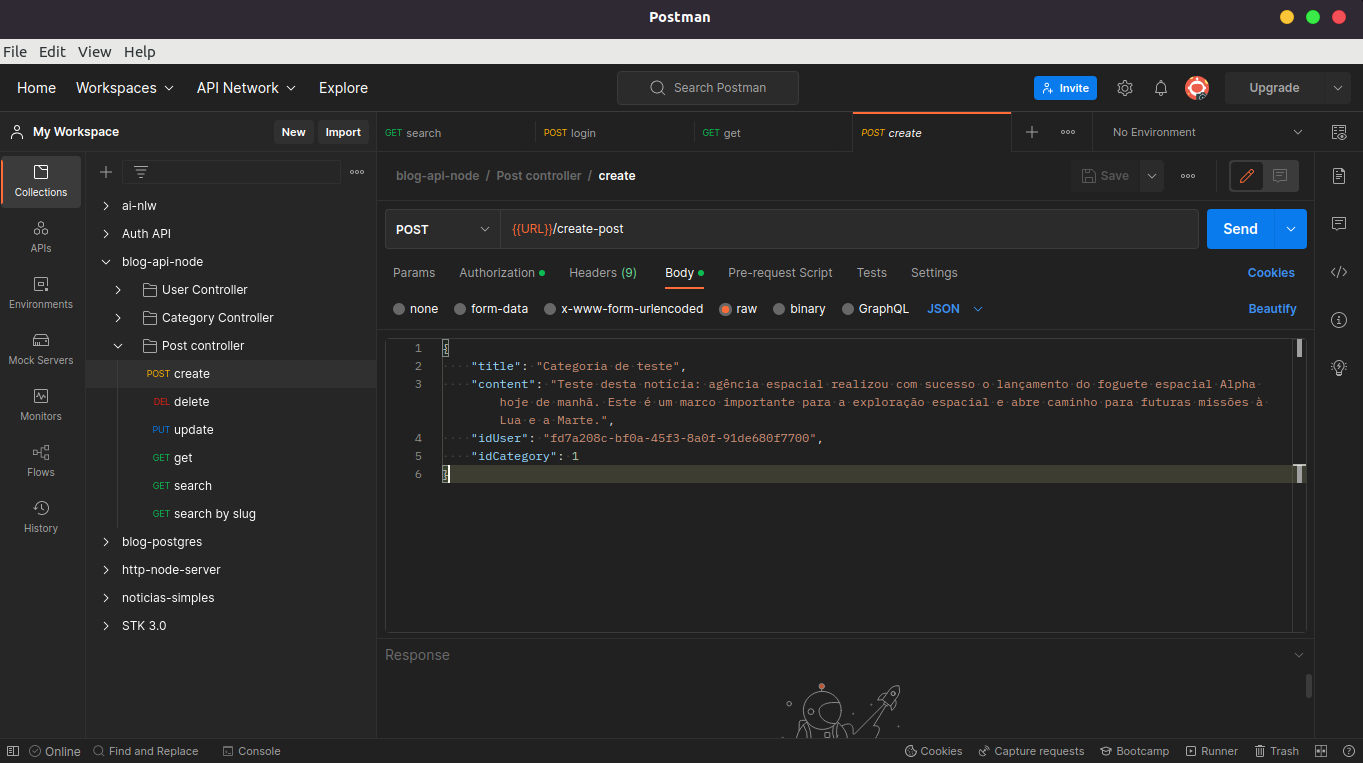 Postman
File Edit View Help
Home Workspaces API Network Explore Search Postman Invite Upgrade
My Workspace New Import GET search POST login GET get POST create No Environment
Collections
APIs
Environments
Mock Servers
Monitors
Flows
History
ai-nlw
Auth API
blog-api-node
User Controller
Category Controller
Post controller
POST create
DEL delete
PUT update
GET get
GET search
GET search by slug
blog-postgres
http-node-server
noticias-simples
STK 3.0
blog-api-node / Post controller / create Save
POST {{URL}}/create-post Send
Params Authorization Headers (9) Body Pre-request Script Tests Settings Cookies
none form-data x-www-form-urlencoded raw binary GraphQL JSON Beautify
1 {
2 "title": "Categoria de teste",
3 "content": "Teste desta notícia: agência espacial realizou com sucesso o lançamento do foguete espacial Alpha
hoje de manhã. Este é um marco importante para a exploração espacial e abre caminho para futuras missões à
Lua e a Marte.",
4 "idUser": "fd7a208c-bf0a-45f3-8a0f-91de680f7700",
5 "idCategory": 1
6 }
Response
Online Find and Replace Console Cookies Capture requests Bootcamp Runner Trash